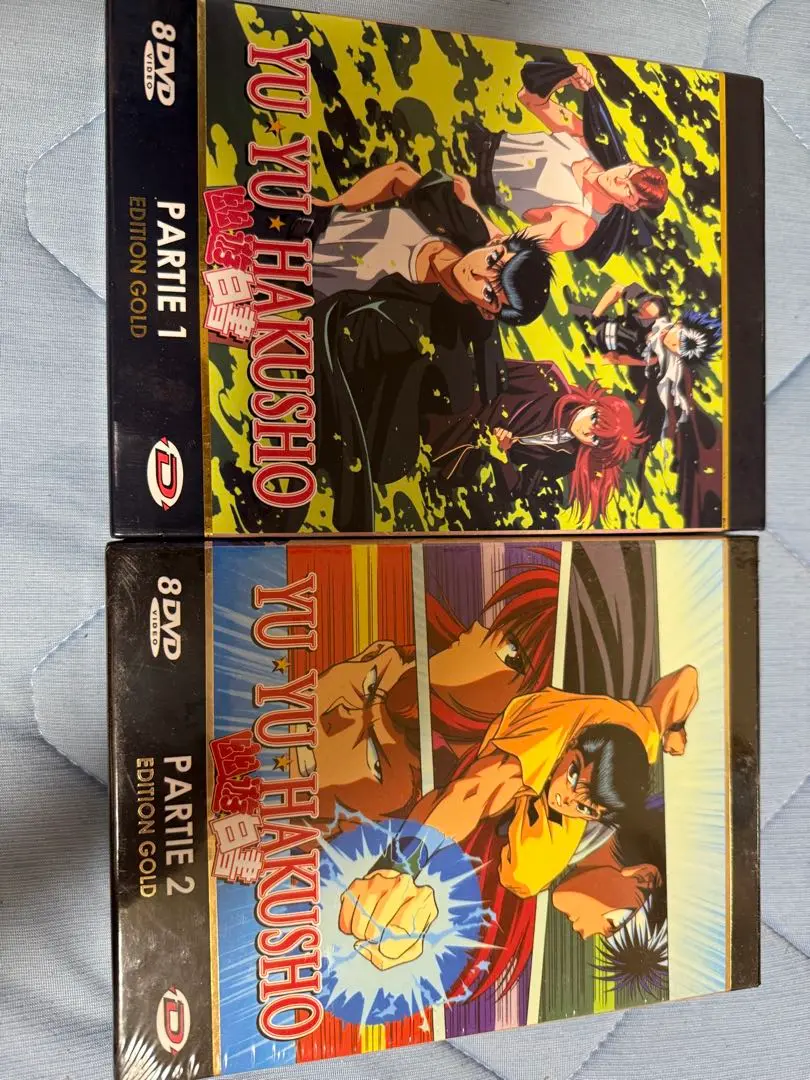 8 DVD
VIDEO
PARTIE 1
EDITION GOLD
D
YU★YU★HAKUSHO
幽遊白書
8 DVD
VIDEO
PARTIE 2
EDITION GOLD
D
YU★YU★HAKUSHO
幽遊白書